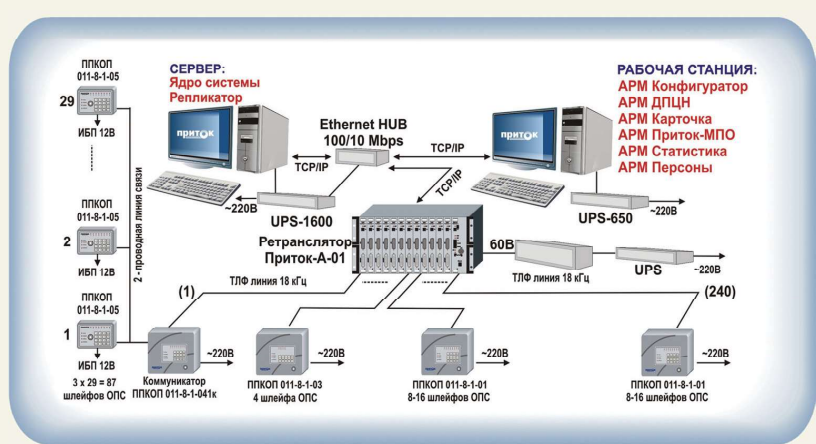 ППКОП
011-8-1-05
29
ИБП 12В
ППКОП
011-8-1-05
2
ИБП 12В
ППКОП
011-8-1-05
1
ИБП 12В
3 x 29 = 87
шлейфов ОПС
2 - проводная линия связи
СЕРВЕР:
Ядро системы
Репликатор
приток
Ethernet HUB
100/10 Mbps
TCP/IP
TCP/IP
TCP/IP
~220В
UPS-1600
РАБОЧАЯ СТАНЦИЯ:
АРМ Конфигуратор
АРМ ДПЦН
АРМ Карточка
АРМ Приток-МПО
АРМ Статистика
АРМ Персоны
приток
UPS-650
~220В
Ретранслятор
Приток-А-01
60В
UPS
~220В
ТЛФ линия 18 кГц
ТЛФ линия 18 кГц
(1)
(240)
~220В
Коммуникатор
ППКОП 011-8-1-041к
~220В
ППКОП 011-8-1-03
4 шлейфа ОПС
~220В
ППКОП 011-8-1-01
8-16 шлейфов ОПС
~220В
ППКОП 011-8-1-01
8-16 шлейфов ОПС